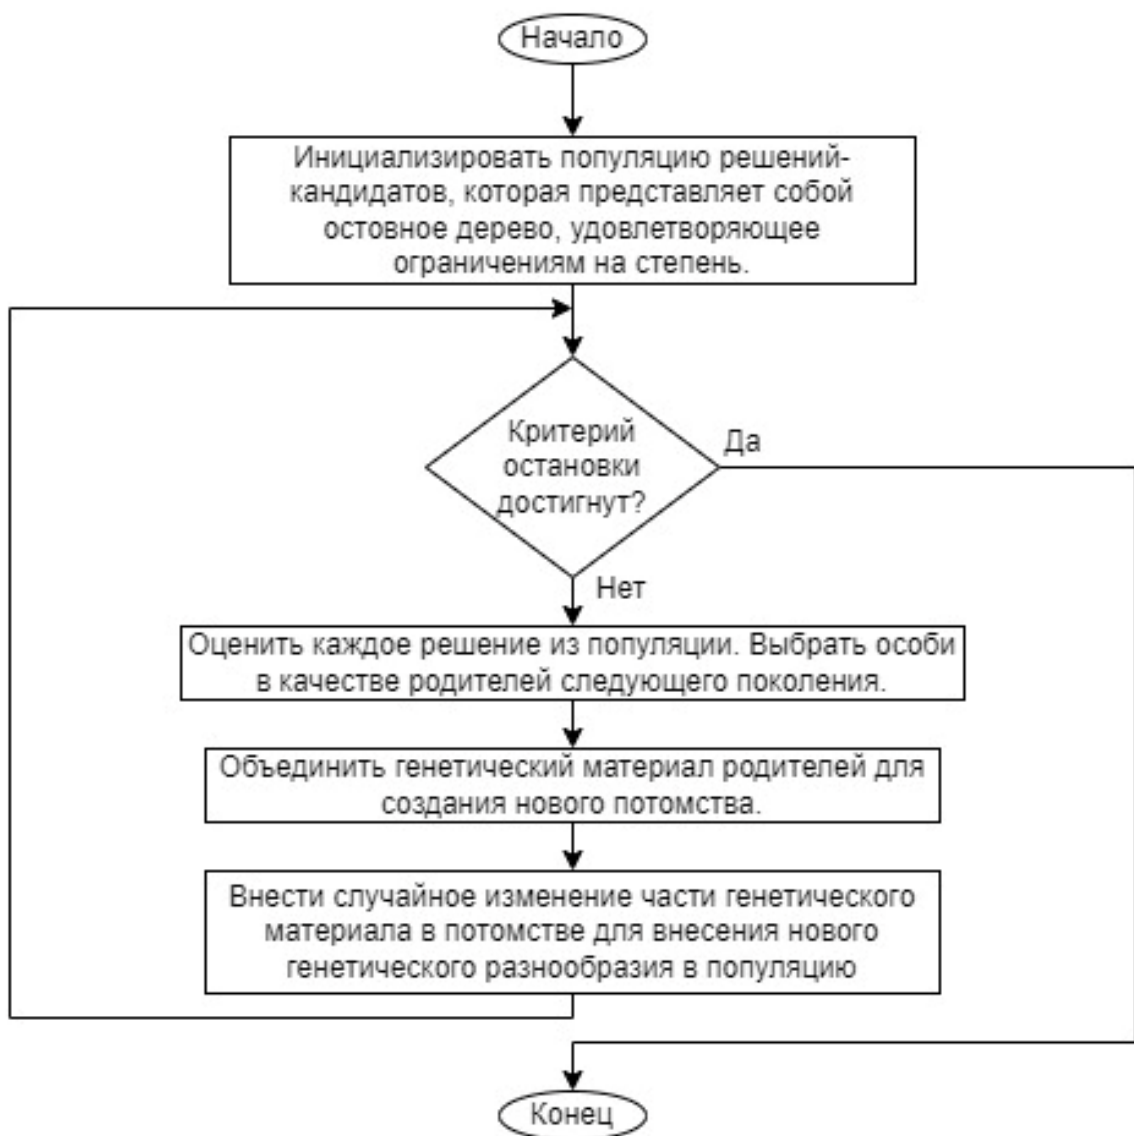 Начало
Инициализировать популяцию решений-
кандидатов, которая представляет собой
остовное дерево, удовлетворяющее
ограничениям на степень.
Критерий
остановки
достигнут?
Да
Нет
Оценить каждое решение из популяции. Выбрать особи
в качестве родителей следующего поколения.
Объединить генетический материал родителей для
создания нового потомства.
Внести случайное изменение части генетического
материала в потомстве для внесения нового
генетического разнообразия в популяцию
Конец